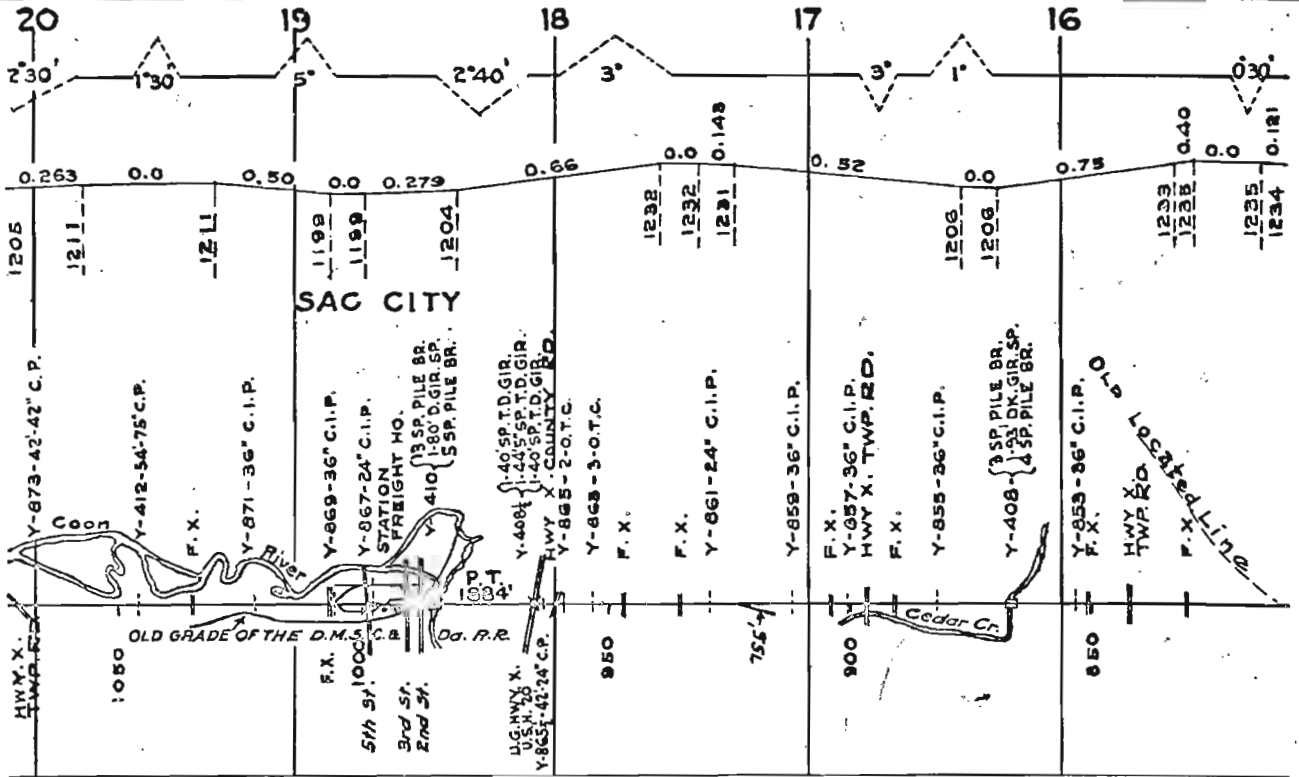 20 19 18 17 16
2°30' 1°30' 5° 2°40' 3° 3° 1° 0°30'
0.263 0.0 0.50 0.0 0.279 0.66 0.0 0.143 0.52 0.0 0.75 0.40 0.0 0.121
1205 1211 1211 1199 1199 1204 1232 1232 1231 1206 1206 1233 1235 1235 1234
SAC CITY
Y-873-42'-42" C.P.
Y-412-54'-75" C.P.
F.X.
Y-871-36" C.I.P.
Y-869-36" C.I.P.
Y-867-24" C.I.P.
STATION
FREIGHT HO.
Y-410
13 SP. PILE BR.
1-80' D.GIR. SP.
5 SP. PILE BR.
Y-408½
1-40' SP. T.D. GIR.
1-44'5" SP. T.D. GIR.
1-40' SP. T.D. GIR.
HWY X. COUNTY RD.
Y-865-2-O.T.C.
Y-863-3-O.T.C.
F.X.
F.X.
Y-861-24" C.I.P.
Y-859-36" C.I.P.
F.X.
Y-857-36" C.I.P.
HWY X. TWP. RD.
F.X.
Y-855-36" C.I.P.
Y-408
3 SP. PILE BR.
1-93' DK. GIR. SP.
4 SP. PILE BR.
Y-853-36" C.I.P.
F.X.
HWY X.
TWP. RD.
F.X.
Old Located Line
Coon River
P.T.
1884'
Cedar Cr.
OLD GRADE OF THE D.M.S.C.& Da. R.R.
HWY. X.
TWP. RD.
1050
F.X.
1000
5th St.
3rd St.
2nd St.
U.G. HWY X.
U.S.H. 20
Y-865½-42'-24" C.P.
950
755'
900
850